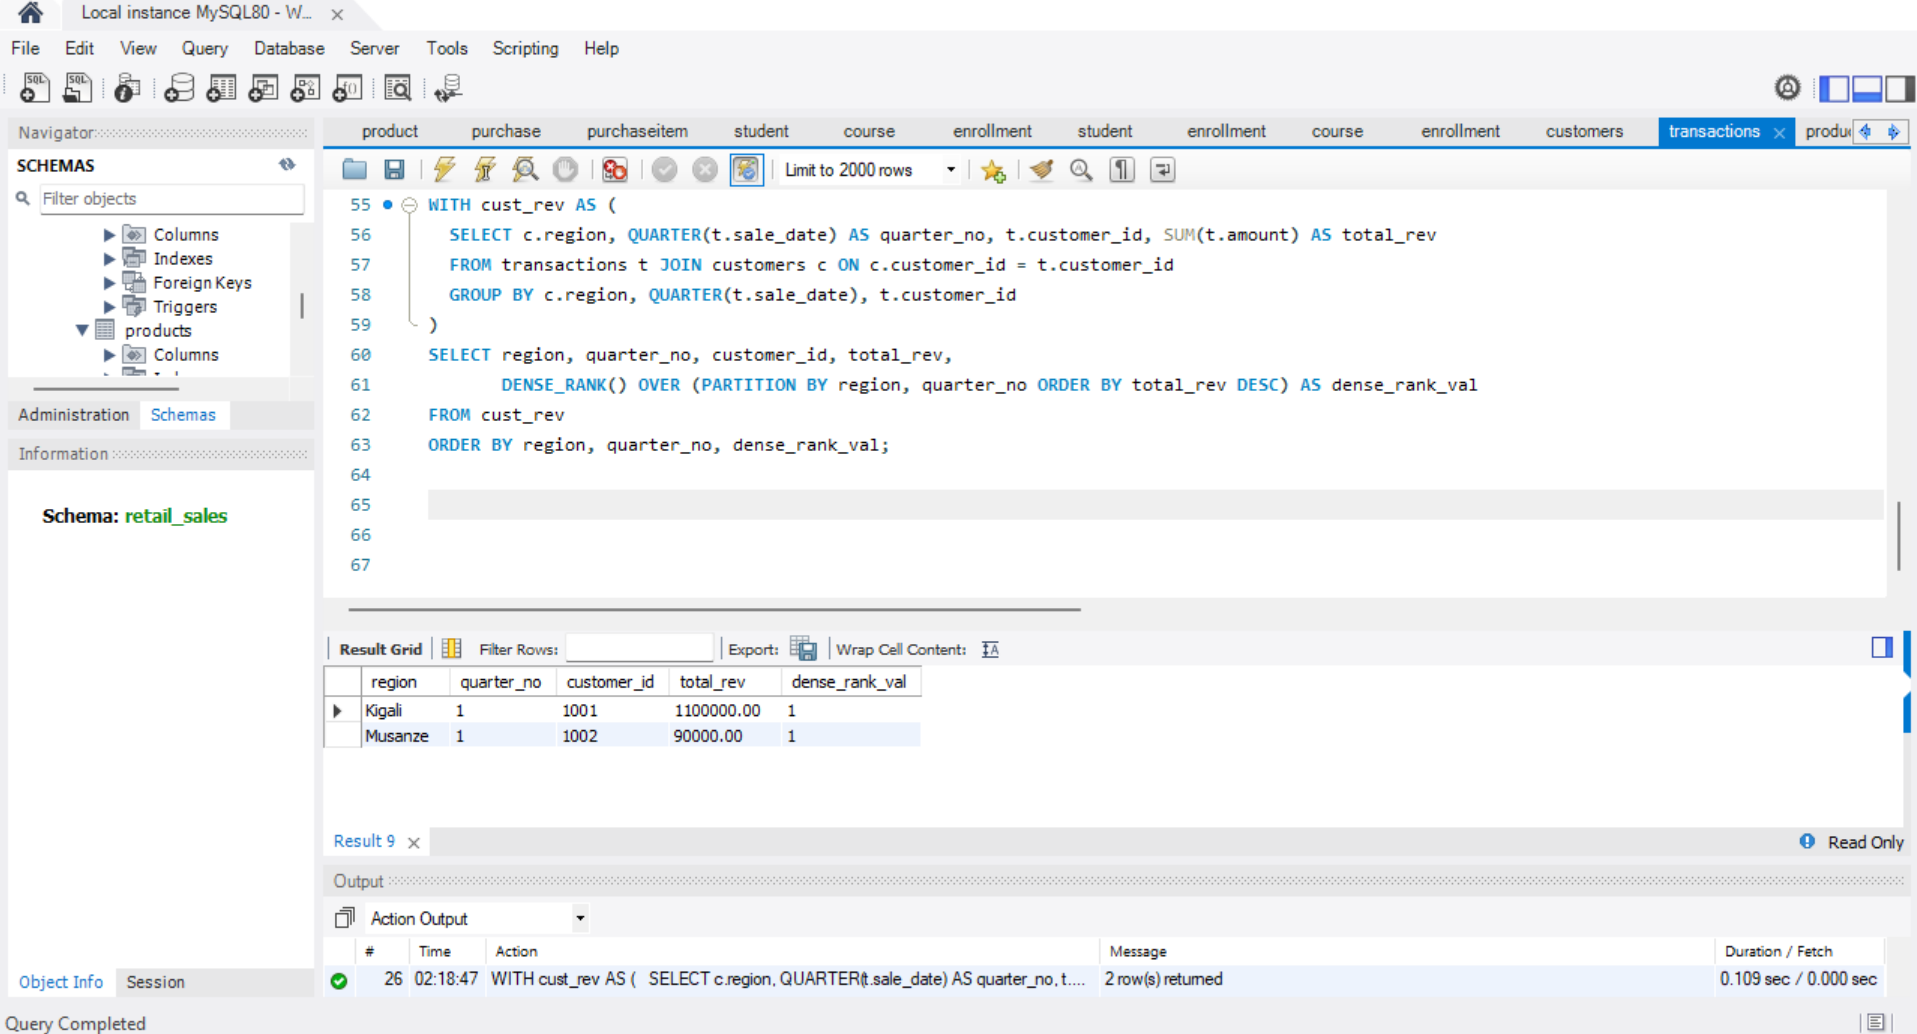 Local instance MySQL80 - W...
File Edit View Query Database Server Tools Scripting Help
Navigator
SCHEMAS
Filter objects
Columns
Indexes
Foreign Keys
Triggers
products
Columns
Administration Schemas
Information
Schema: retail_sales
Object Info Session
product purchase purchaseitem student course enrollment student enrollment course enrollment customers transactions produ
Limit to 2000 rows
55 WITH cust_rev AS (
56 SELECT c.region, QUARTER(t.sale_date) AS quarter_no, t.customer_id, SUM(t.amount) AS total_rev
57 FROM transactions t JOIN customers c ON c.customer_id = t.customer_id
58 GROUP BY c.region, QUARTER(t.sale_date), t.customer_id
59 )
60 SELECT region, quarter_no, customer_id, total_rev,
61 DENSE_RANK() OVER (PARTITION BY region, quarter_no ORDER BY total_rev DESC) AS dense_rank_val
62 FROM cust_rev
63 ORDER BY region, quarter_no, dense_rank_val;
64
65
66
67
Result Grid Filter Rows: Export: Wrap Cell Content:
region quarter_no customer_id total_rev dense_rank_val
Kigali 1 1001 1100000.00 1
Musanze 1 1002 90000.00 1
Result 9 Read Only
Output
Action Output
# Time Action Message Duration / Fetch
26 02:18:47 WITH cust_rev AS ( SELECT c.region, QUARTER(t.sale_date) AS quarter_no, t.... 2 row(s) returned 0.109 sec / 0.000 sec
Query Completed